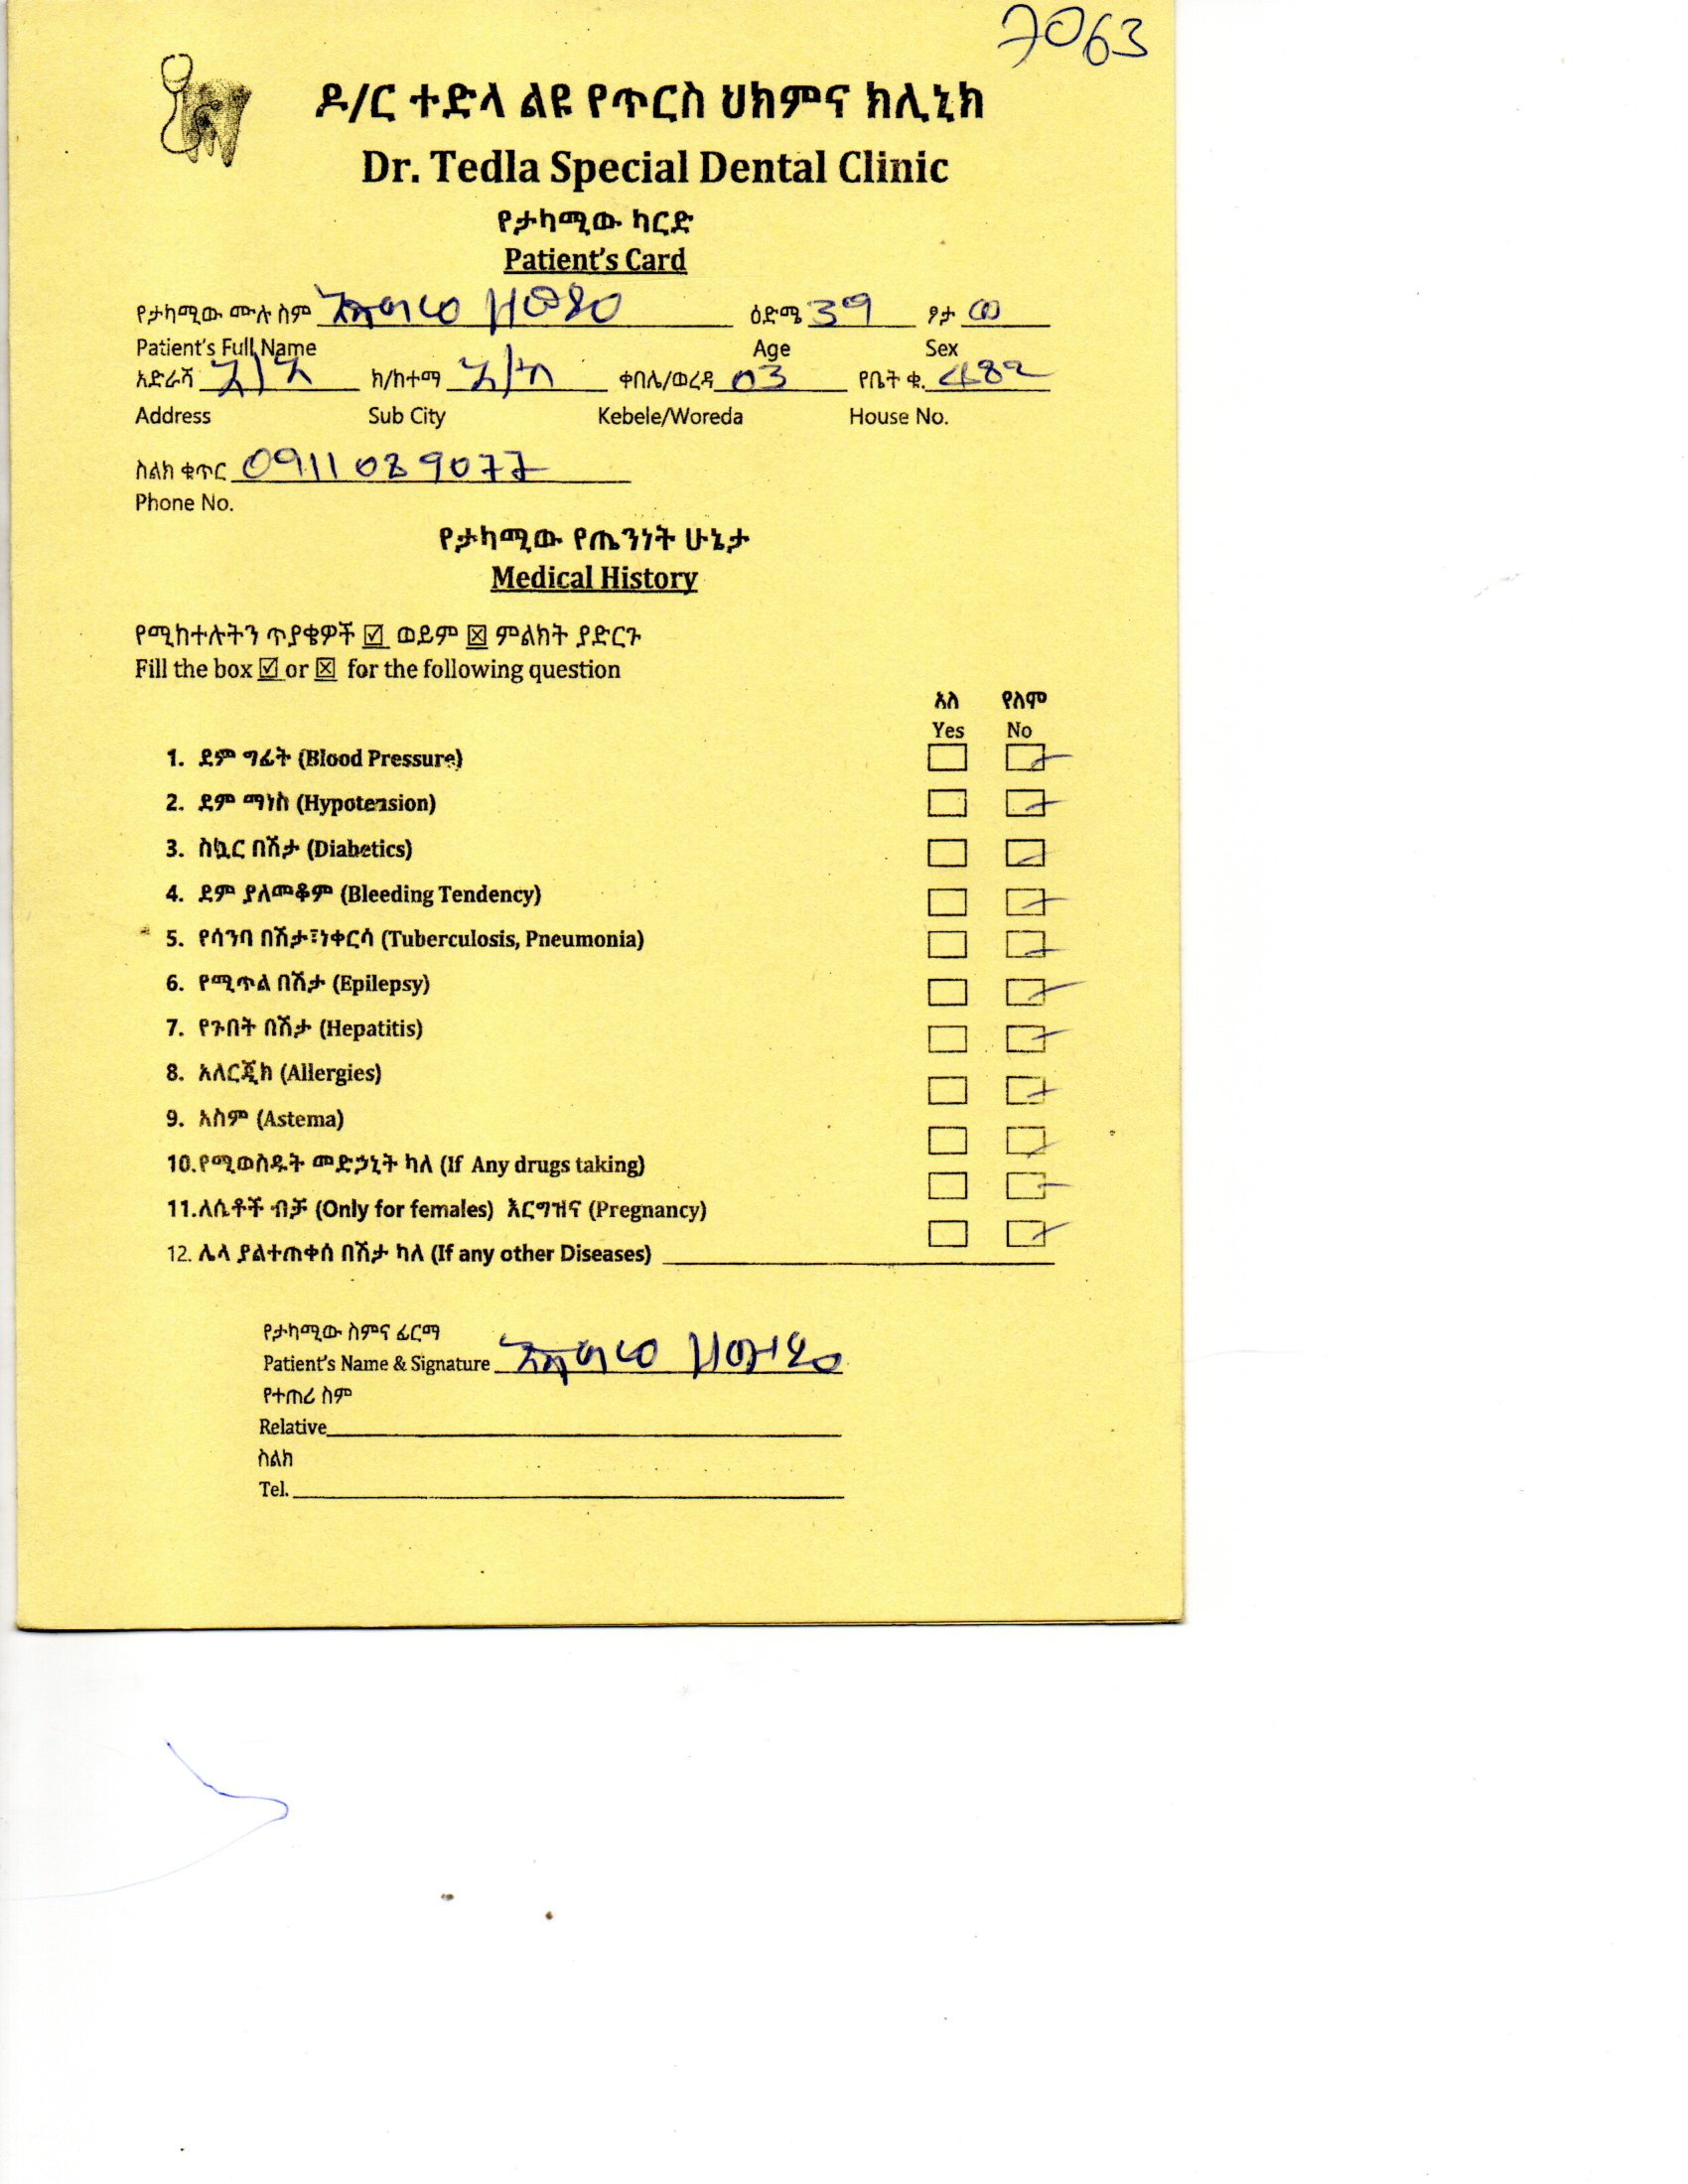 7063
ዶ/ር ተድላ ልዩ የጥርስ ህክምና ክሊኒክ
Dr. Tedla Special Dental Clinic
የታካሚው ካርድ
Patient's Card
የታካሚው ሙሉ ስም ዕድሜ 39 ፆታ ወ
Patient's Full Name Age Sex
አድራሻ ክ/ከተማ ቀበሌ/ወረዳ 03 የቤት ቁ. 482
Address Sub City Kebele/Woreda House No.
ስልክ ቁጥር 0911089077
Phone No.
የታካሚው የጤንነት ሁኔታ
Medical History
የሚከተሉትን ጥያቄዎች ☑ ወይም ☒ ምልክት ያድርጉ
Fill the box ☑ or ☒ for the following question
አለ የለም
Yes No
1. ደም ግፊት (Blood Pressure)
2. ደም ማነስ (Hypotension)
3. ስኳር በሽታ (Diabetics)
4. ደም ያለመቆም (Bleeding Tendency)
5. የሳንባ በሽታ፣ነቀርሳ (Tuberculosis, Pneumonia)
6. የሚጥል በሽታ (Epilepsy)
7. የጉበት በሽታ (Hepatitis)
8. አለርጂክ (Allergies)
9. አስም (Astema)
10.የሚወስዱት መድኃኒት ካለ (If Any drugs taking)
11.ለሴቶች ብቻ (Only for females) እርግዝና (Pregnancy)
12. ሌላ ያልተጠቀሰ በሽታ ካለ (If any other Diseases)
የታካሚው ስምና ፊርማ
Patient's Name & Signature
የተጠሪ ስም
Relative
ስልክ
Tel.